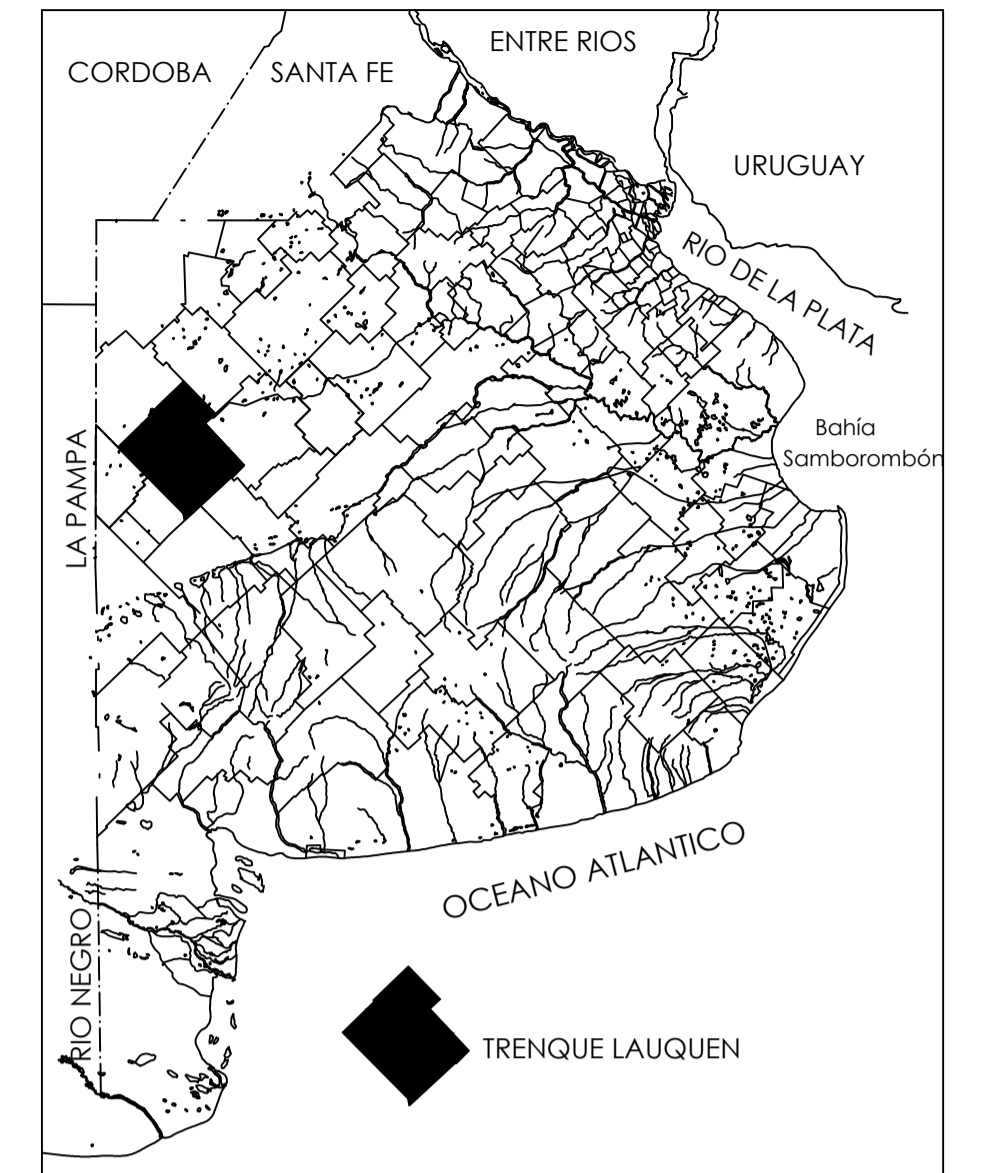 ENTRE RIOS
CORDOBA
SANTA FE
URUGUAY
RIO DE LA PLATA
Bahía
Samborombón
LA PAMPA
OCEANO ATLANTICO
RIO NEGRO
TRENQUE LAUQUEN